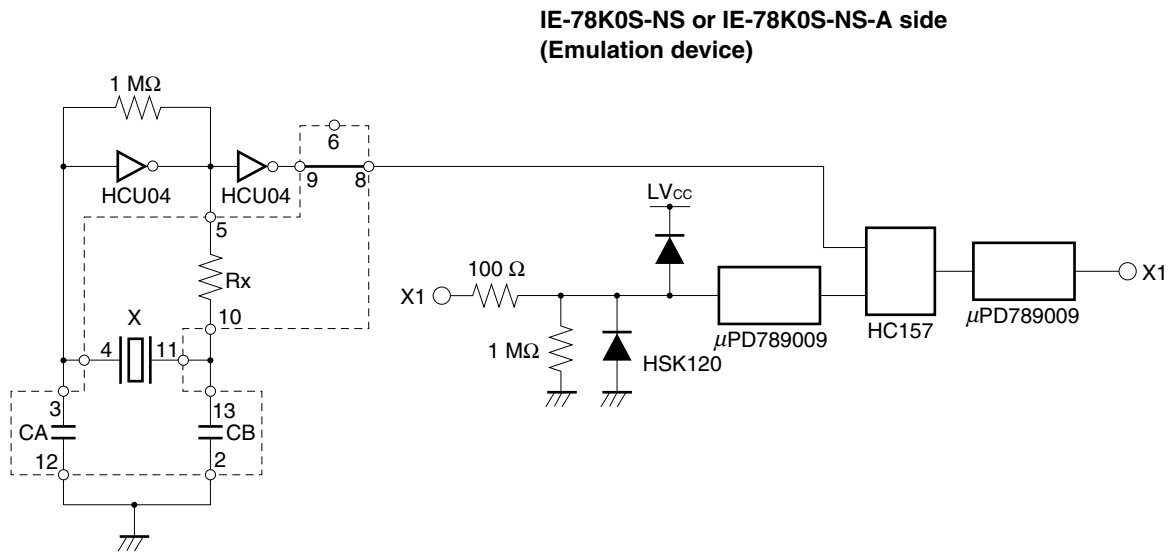 IE-78K0S-NS or IE-78K0S-NS-A side
(Emulation device)
1 MΩ
6
HCU04
HCU04
9
8
5
LVCC
Rx
100 Ω
X1
X1
10
X
4
11
1 MΩ
HSK120
μPD789009
HC157
μPD789009
3
13
CA
CB
12
2